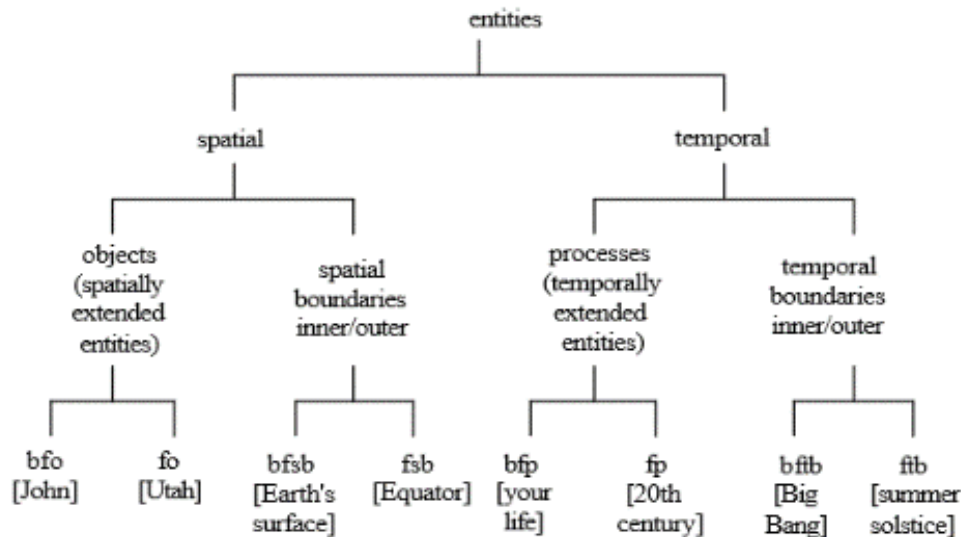 entities
spatial
temporal
objects
(spatially
extended
entities)
spatial
boundaries
inner/outer
processes
(temporally
extended
entities)
temporal
boundaries
inner/outer
bfo
[John]
fo
[Utah]
bfsb
[Earth's
surface]
fsb
[Equator]
bfp
[your
life]
fp
[20th
century]
bftb
[Big
Bang]
ftb
[summer
solstice]